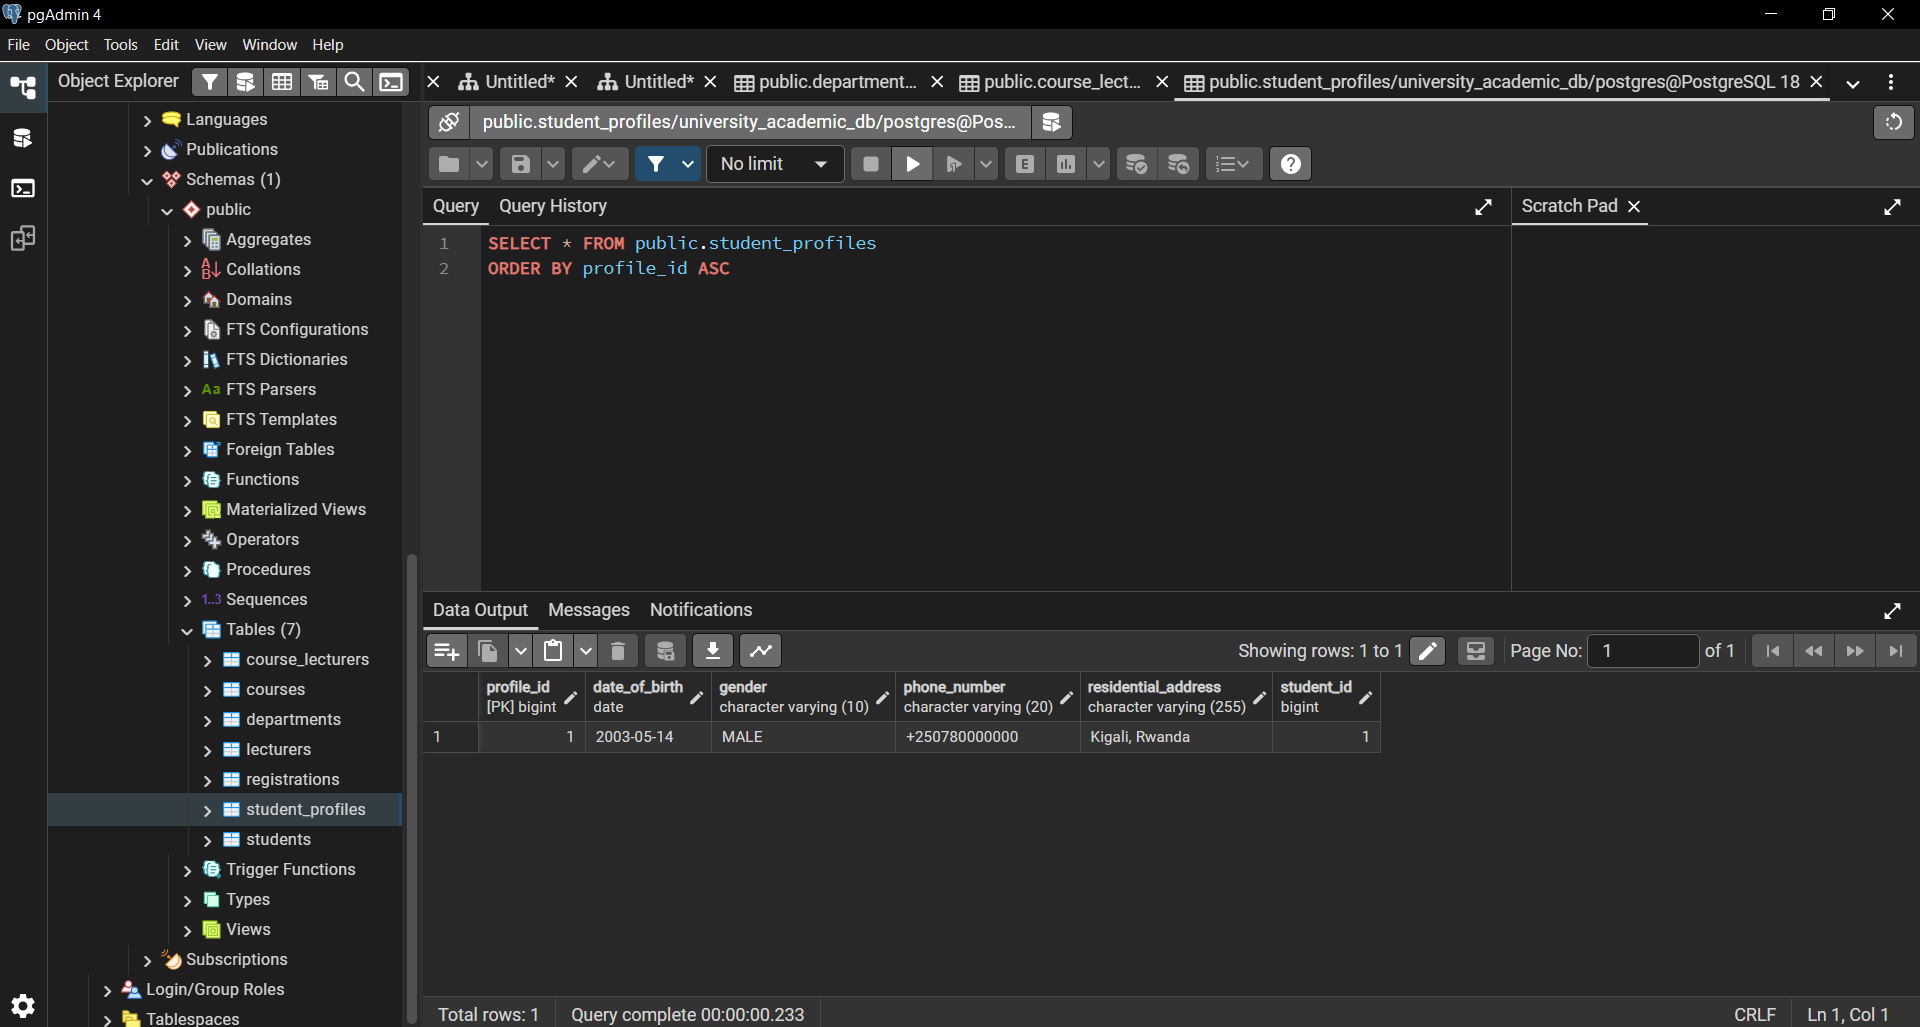 pgAdmin 4
File Object Tools Edit View Window Help
Object Explorer
Untitled* Untitled* public.department... public.course_lect... public.student_profiles/university_academic_db/postgres@PostgreSQL 18
public.student_profiles/university_academic_db/postgres@Pos...
No limit
E
Query Query History
Scratch Pad
1 SELECT * FROM public.student_profiles
2 ORDER BY profile_id ASC
Languages
Publications
Schemas (1)
public
Aggregates
Collations
Domains
FTS Configurations
FTS Dictionaries
Aa FTS Parsers
FTS Templates
Foreign Tables
Functions
Materialized Views
Operators
Procedures
1..3 Sequences
Tables (7)
course_lecturers
courses
departments
lecturers
registrations
student_profiles
students
Trigger Functions
Types
Views
Subscriptions
Login/Group Roles
Tablespaces
Data Output Messages Notifications
Showing rows: 1 to 1 Page No: 1 of 1
profile_id date_of_birth gender phone_number residential_address student_id
[PK] bigint date character varying (10) character varying (20) character varying (255) bigint
1 1 2003-05-14 MALE +250780000000 Kigali, Rwanda 1
Total rows: 1 Query complete 00:00:00.233 CRLF Ln 1, Col 1